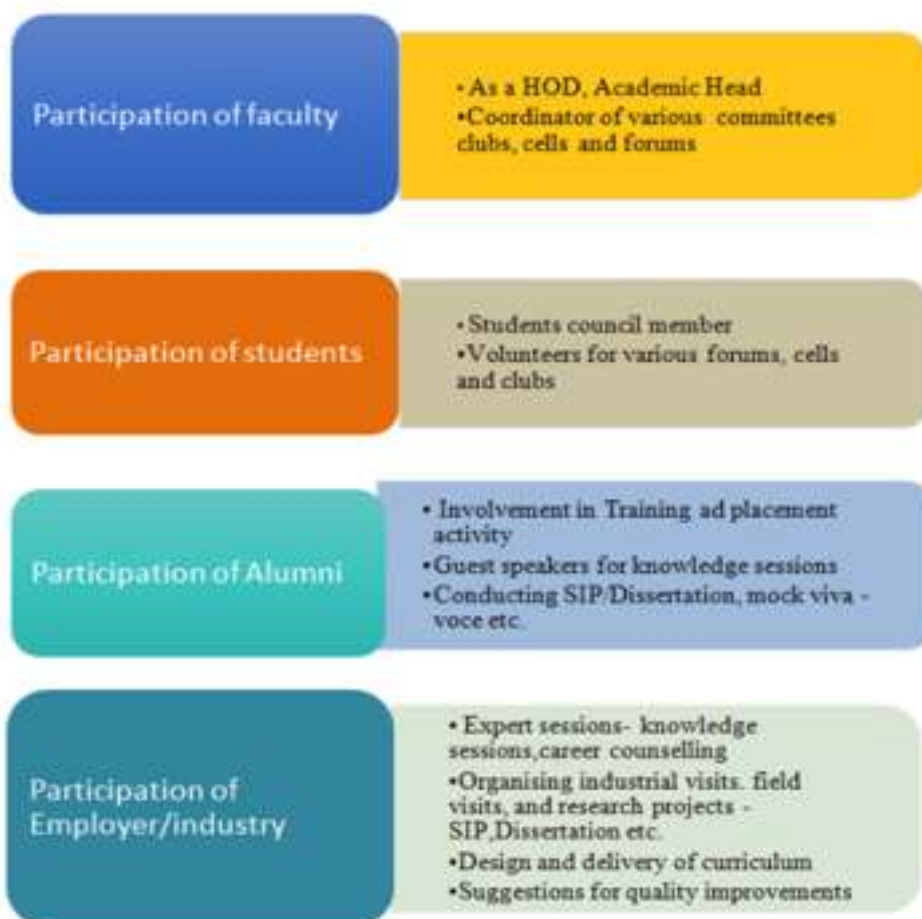 Participation of faculty
• As a HOD, Academic Head
•Coordinator of various committees
clubs, cells and forums
Participation of students
• Students council member
•Volunteers for various forums, cells
and clubs
Participation of Alumni
• Involvement in Training ad placement
activity
•Guest speakers for knowledge sessions
•Conducting SIP/Dissertation, mock viva -
voce etc.
Participation of
Employer/industry
• Expert sessions- knowledge
sessions,career counselling
•Organising industrial visits. field
visits, and research projects -
SIP,Dissertation etc.
•Design and delivery of curriculum
•Suggestions for quality improvements